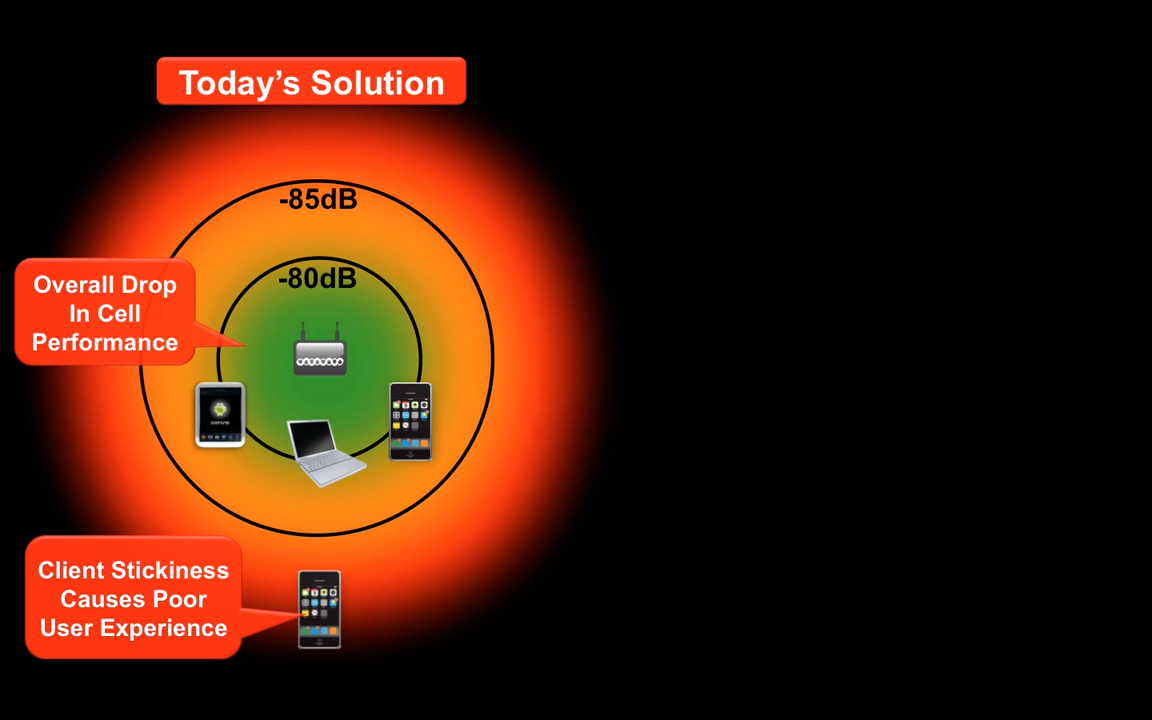 Today’s Solution
-85dB
-80dB
Overall Drop
In Cell
Performance
Client Stickiness
Causes Poor
User Experience